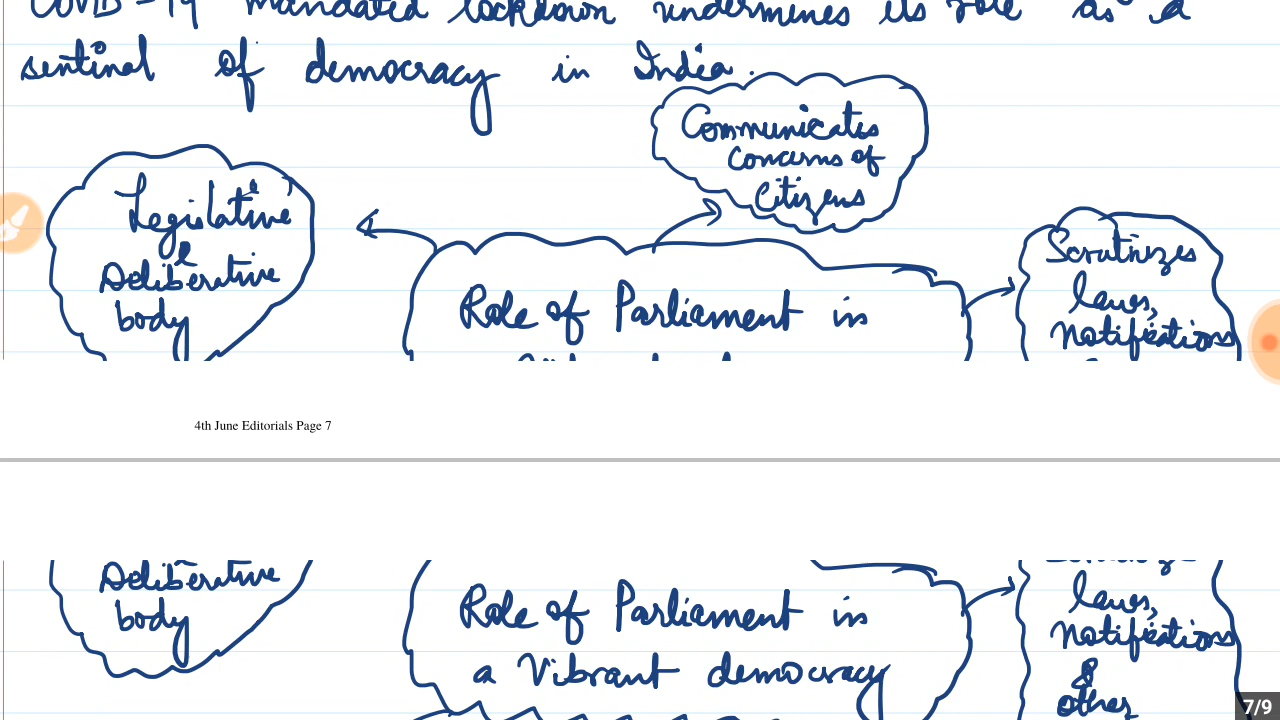 COVID-19 mandated lockdown undermines its role as a
sentinal of democracy in India.
Communicates
concerns of
Citizens
Legislative
&
Deliberative
body
Role of Parliament in
Scrutinizes
laws,
Notifications
4th June Editorials Page 7
Deliberative
body
Role of Parliament in
a Vibrant democracy
laws,
Notifications
&
other
7/9